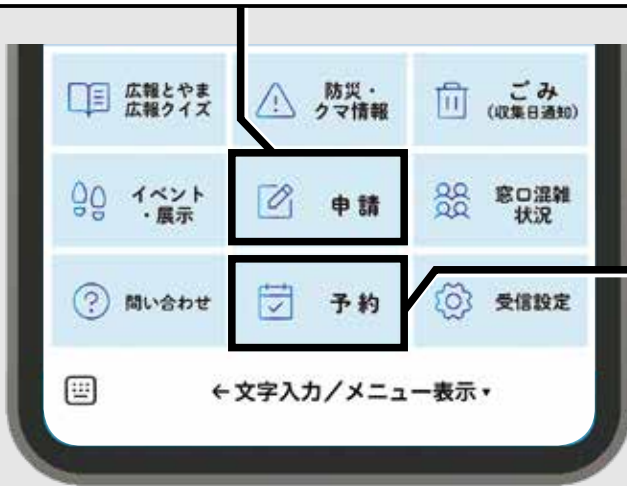 広報とやま
広報クイズ
防災・
クマ情報
ごみ
(収集日通知)
イベント
・展示
申請
窓口混雑
状況
問い合わせ
予約
受信設定
←文字入力/メニュー表示▼